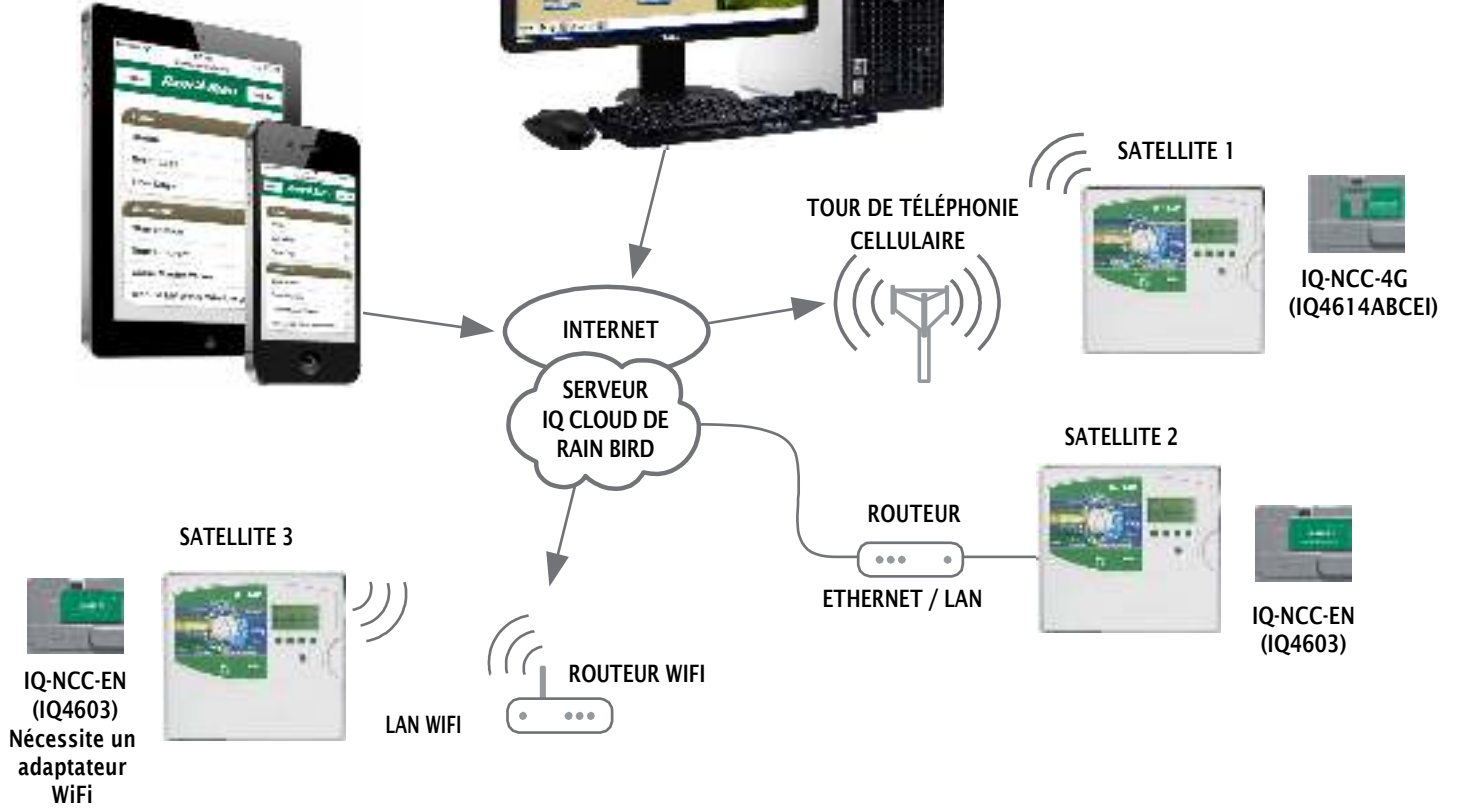 SATELLITE 1
TOUR DE TÉLÉPHONIE
CELLULAIRE
IQ-NCC-4G
(IQ4614ABCEI)
INTERNET
SERVEUR
IQ CLOUD DE
RAIN BIRD
SATELLITE 2
ROUTEUR
ETHERNET / LAN
IQ-NCC-EN
(IQ4603)
SATELLITE 3
IQ-NCC-EN
(IQ4603)
Nécessite un
adaptateur
WiFi
LAN WIFI
ROUTEUR WIFI